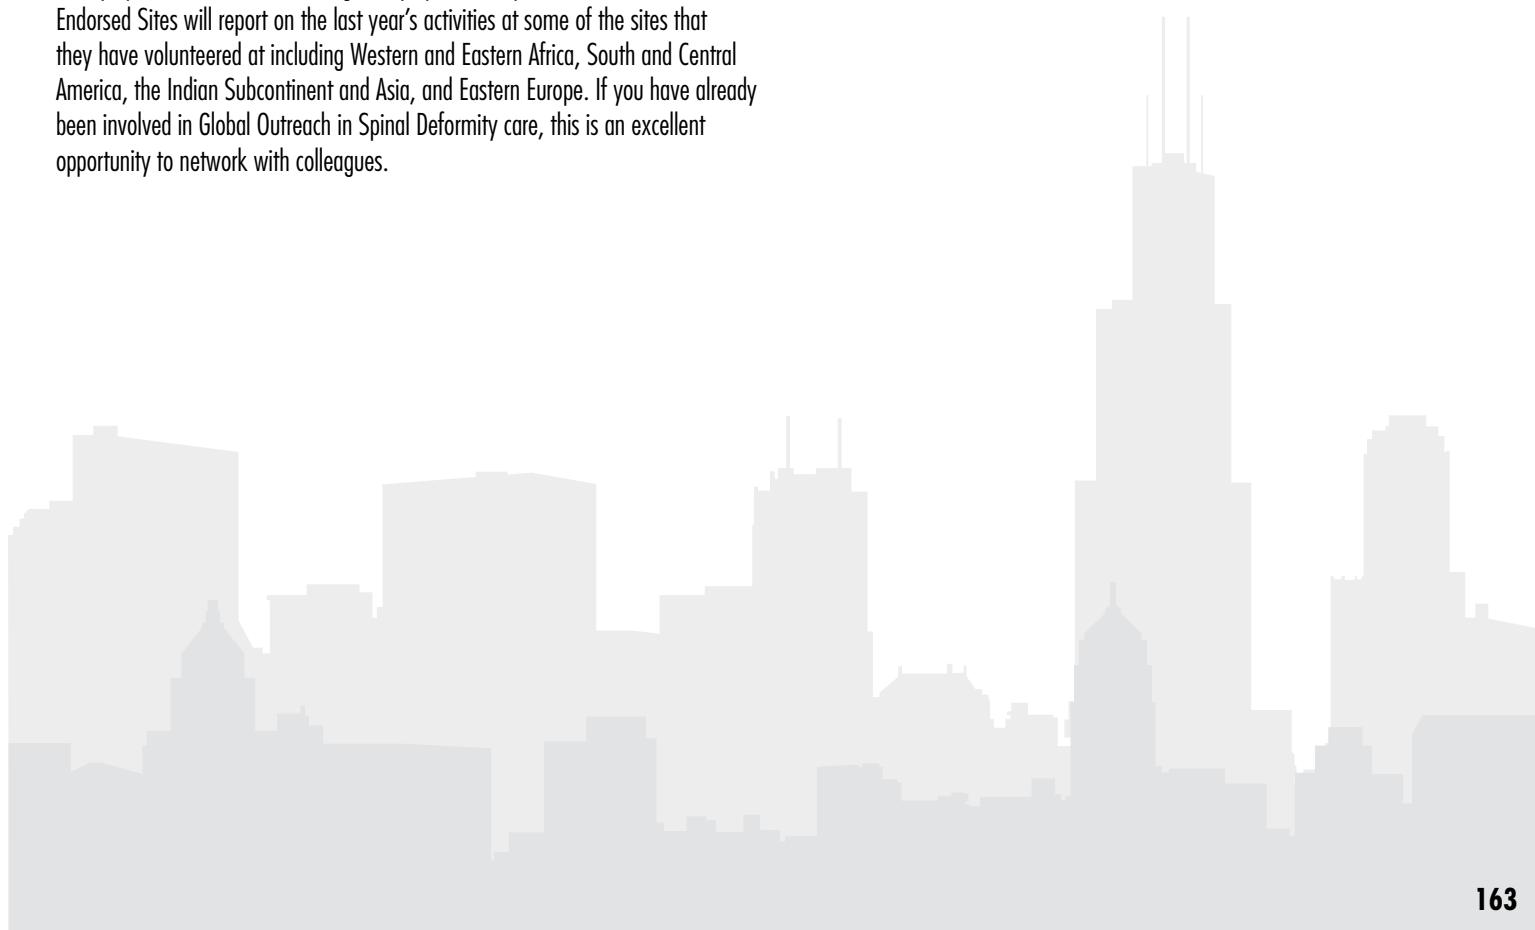 Endorsed Sites will report on the last year’s activities at some of the sites that
they have volunteered at including Western and Eastern Africa, South and Central
America, the Indian Subcontinent and Asia, and Eastern Europe. If you have already
been involved in Global Outreach in Spinal Deformity care, this is an excellent
opportunity to network with colleagues.
163